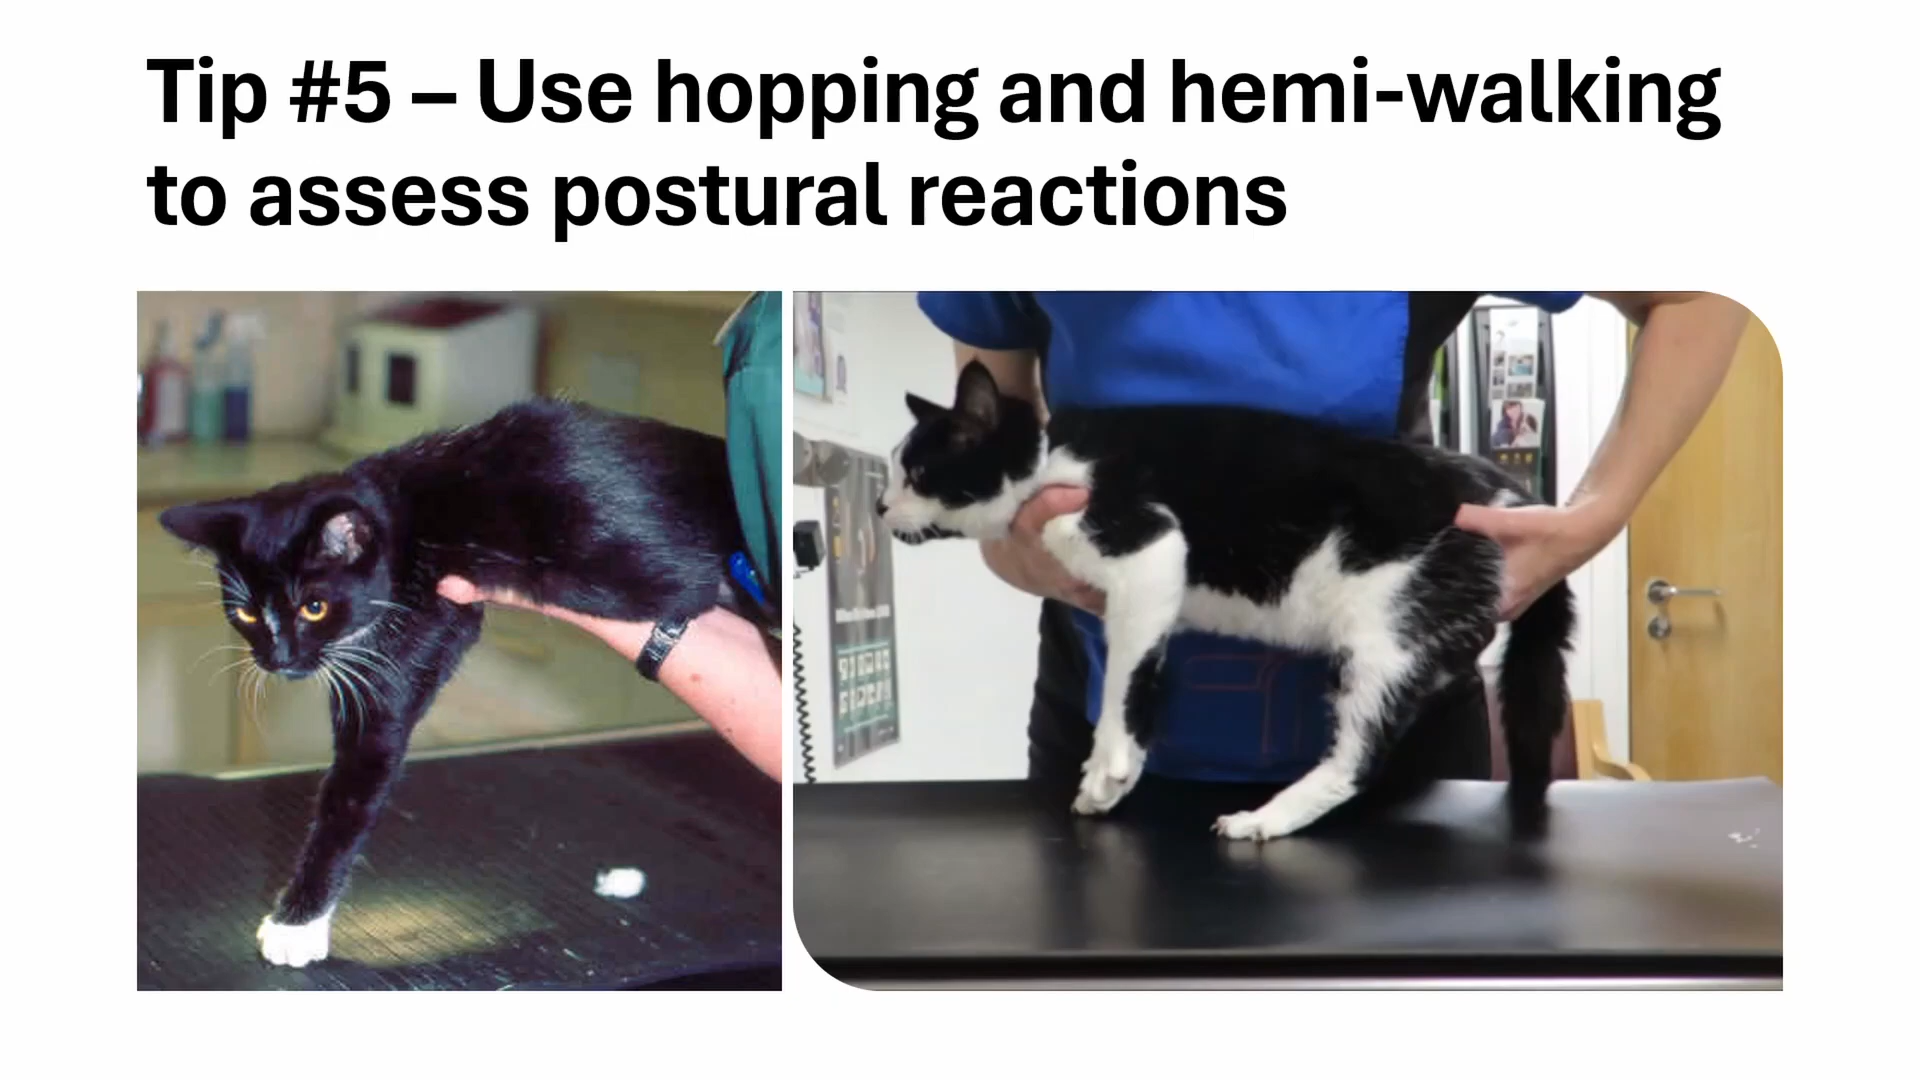 Tip #5 – Use hopping and hemi-walking
to assess postural reactions